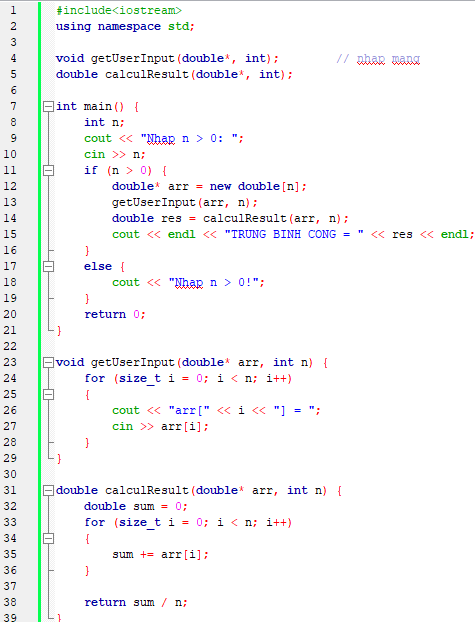 1 #include<iostream>
2 using namespace std;
3
4 void getUserInput(double*, int); // nhap mang
5 double calculResult(double*, int);
6
7 int main() {
8 int n;
9 cout << "Nhap n > 0: ";
10 cin >> n;
11 if (n > 0) {
12 double* arr = new double[n];
13 getUserInput(arr, n);
14 double res = calculResult(arr, n);
15 cout << endl << "TRUNG BINH CONG = " << res << endl;
16 }
17 else {
18 cout << "Nhap n > 0!";
19 }
20 return 0;
21 }
22
23 void getUserInput(double* arr, int n) {
24 for (size_t i = 0; i < n; i++)
25 {
26 cout << "arr[" << i << "] = ";
27 cin >> arr[i];
28 }
29 }
30
31 double calculResult(double* arr, int n) {
32 double sum = 0;
33 for (size_t i = 0; i < n; i++)
34 {
35 sum += arr[i];
36 }
37
38 return sum / n;
39 }